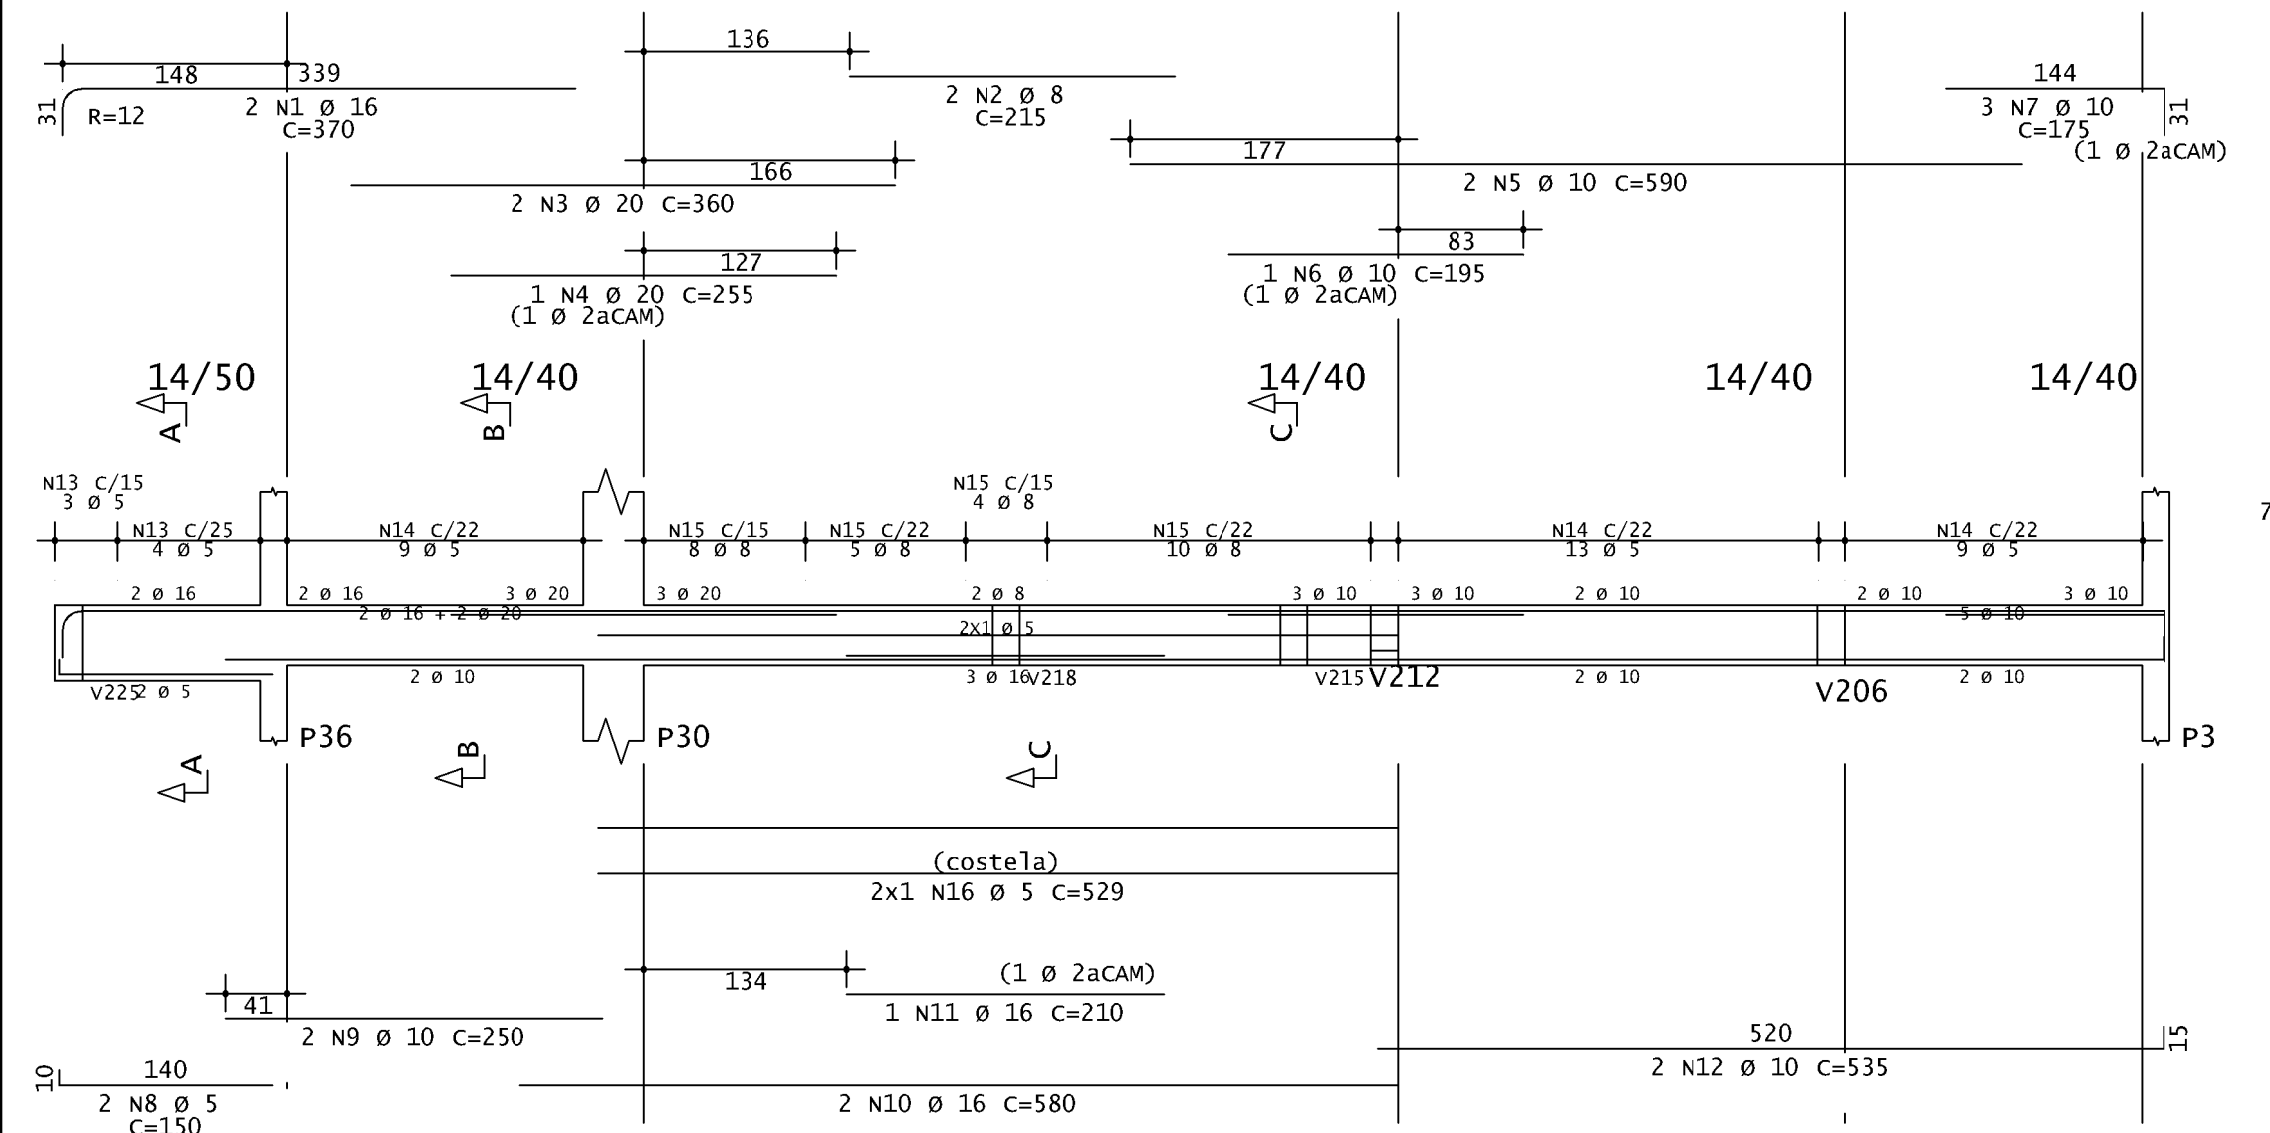 136
148 339
144
31
R=12
2 N1 Ø 16
C=370
2 N2 Ø 8
C=215
3 N7 Ø 10
C=175
31
(1 Ø 2aCAM)
177
166
2 N5 Ø 10 C=590
2 N3 Ø 20 C=360
83
127
1 N6 Ø 10 C=195
(1 Ø 2aCAM)
1 N4 Ø 20 C=255
(1 Ø 2aCAM)
14/50 14/40 14/40 14/40 14/40
A B C
N13 C/15
3 Ø 5
N15 C/15
4 Ø 8
7
N13 C/25
4 Ø 5
N14 C/22
9 Ø 5
N15 C/15
8 Ø 8
N15 C/22
5 Ø 8
N15 C/22
10 Ø 8
N14 C/22
13 Ø 5
N14 C/22
9 Ø 5
2 Ø 16 2 Ø 16 3 Ø 20 3 Ø 20 2 Ø 8 3 Ø 10 3 Ø 10 2 Ø 10 2 Ø 10 3 Ø 10
2 Ø 16 + 2 Ø 20
5 Ø 10
2X1 Ø 5
V225 2 Ø 5 2 Ø 10 3 Ø 16 V218 V215 V212 2 Ø 10 V206 2 Ø 10
P36 P30 P3
A B C
(costela)
2x1 N16 Ø 5 C=529
134
(1 Ø 2aCAM)
1 N11 Ø 16 C=210
41
2 N9 Ø 10 C=250
520
15
2 N12 Ø 10 C=535
10
140
2 N8 Ø 5
C=150
2 N10 Ø 16 C=580